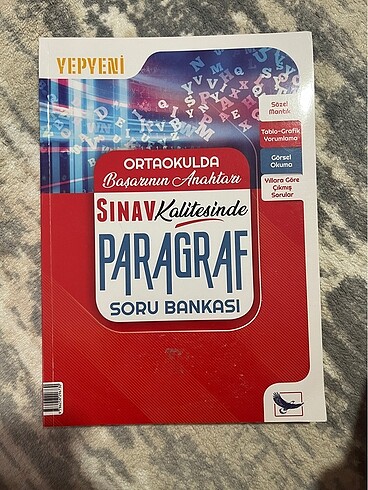 YEPYENİ
Sözel
Mantık
Tablo-Grafik
Yorumlama
Görsel
Okuma
Yıllara Göre
Çıkmış
Sorular
ORTAOKULDA
Başarının Anahtarı
SINAV Kalitesinde
PARAGRAF
SORU BANKASI